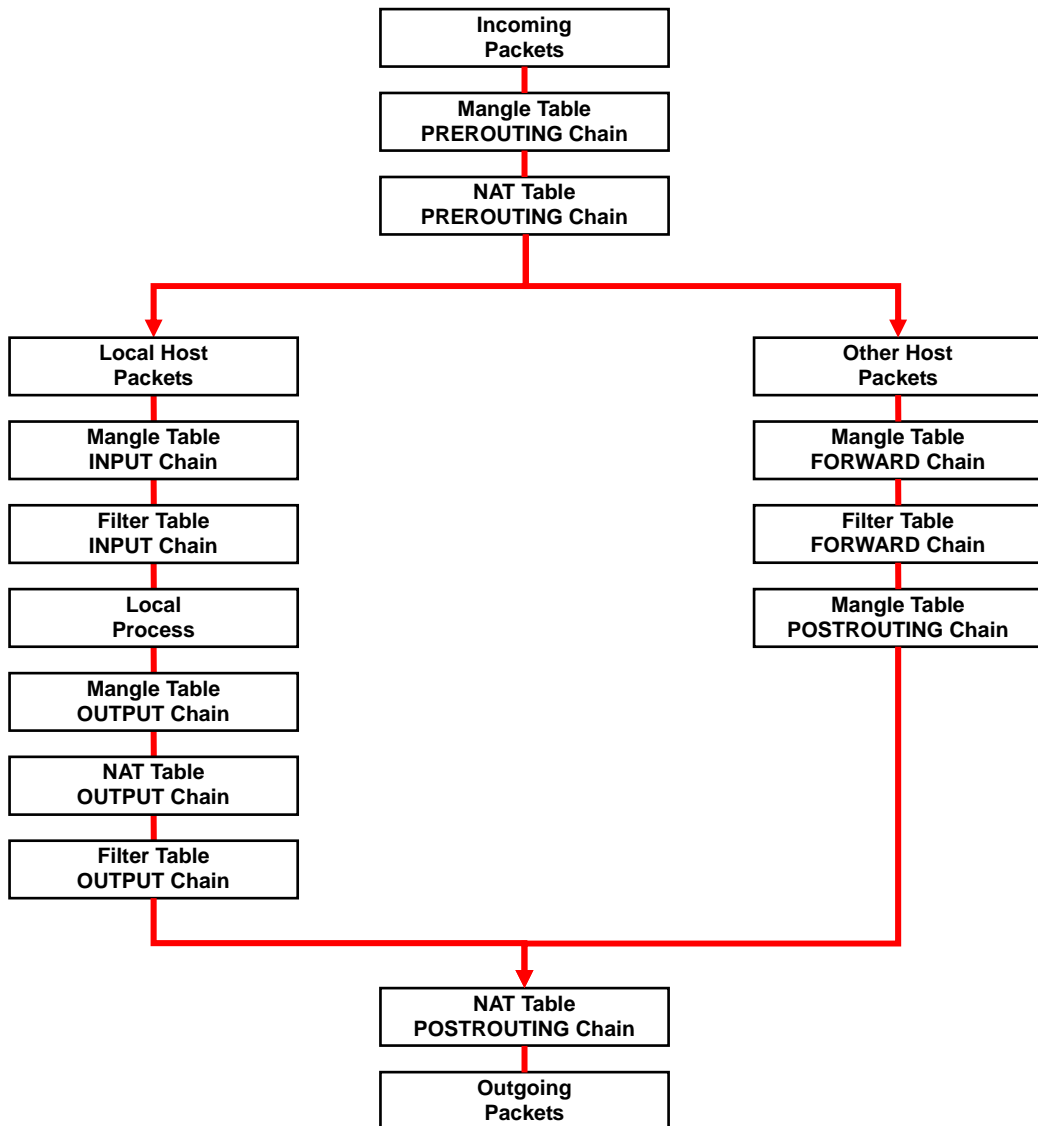 Incoming
Packets
Mangle Table
PREROUTING Chain
NAT Table
PREROUTING Chain
Local Host
Packets
Mangle Table
INPUT Chain
Filter Table
INPUT Chain
Local
Process
Mangle Table
OUTPUT Chain
NAT Table
OUTPUT Chain
Filter Table
OUTPUT Chain
Other Host
Packets
Mangle Table
FORWARD Chain
Filter Table
FORWARD Chain
Mangle Table
POSTROUTING Chain
NAT Table
POSTROUTING Chain
Outgoing
Packets